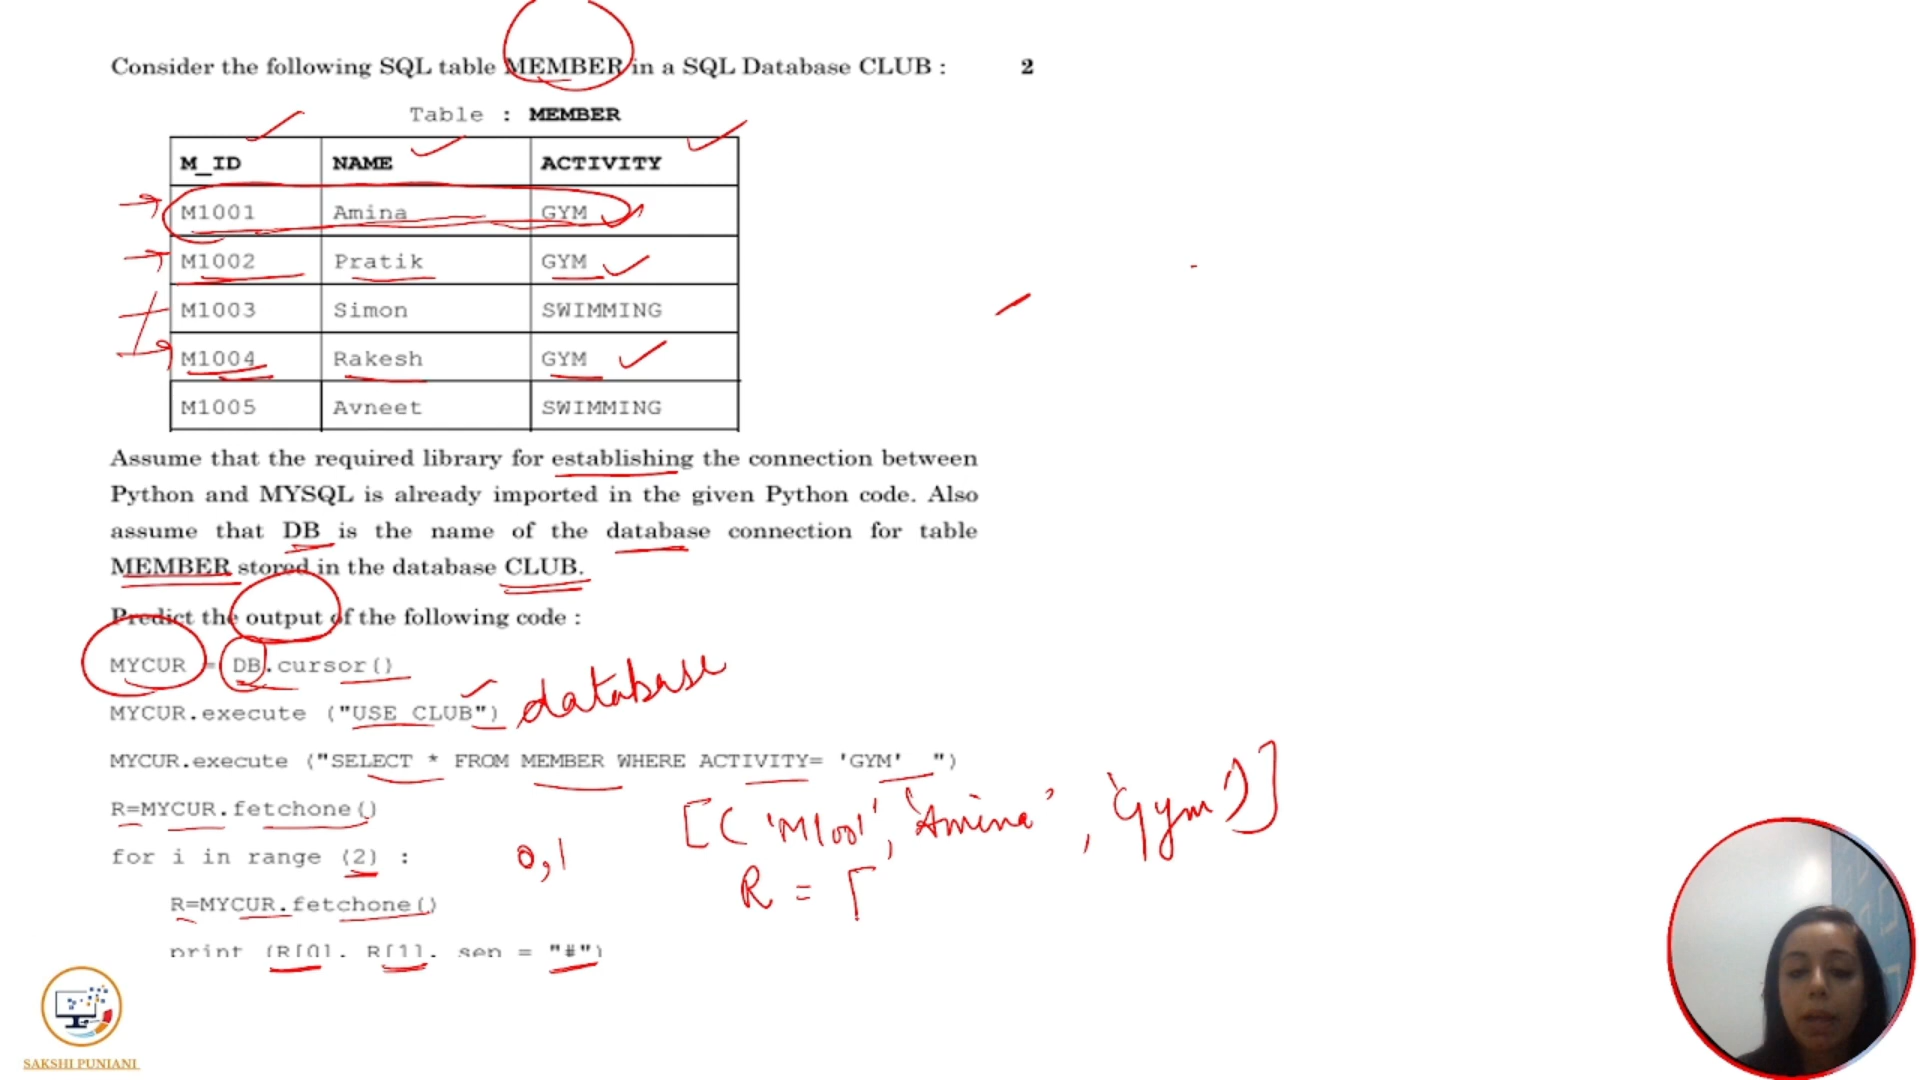 Consider the following SQL table MEMBER in a SQL Database CLUB : 2
Table : MEMBER
M_ID NAME ACTIVITY
M1001 Amina GYM
M1002 Pratik GYM
M1003 Simon SWIMMING
M1004 Rakesh GYM
M1005 Avneet SWIMMING
Assume that the required library for establishing the connection between
Python and MYSQL is already imported in the given Python code. Also
assume that DB is the name of the database connection for table
MEMBER stored in the database CLUB.
Predict the output of the following code :
MYCUR = DB.cursor()
MYCUR.execute ("USE CLUB") database
MYCUR.execute ("SELECT * FROM MEMBER WHERE ACTIVITY= 'GYM' ")
R=MYCUR.fetchone()
[('M1001', 'Amina', 'Gym')]
for i in range (2) : 0,1
R = [
R=MYCUR.fetchone()
print (R[0], R[1], sep = "#")
SAKSHI PUNIANI